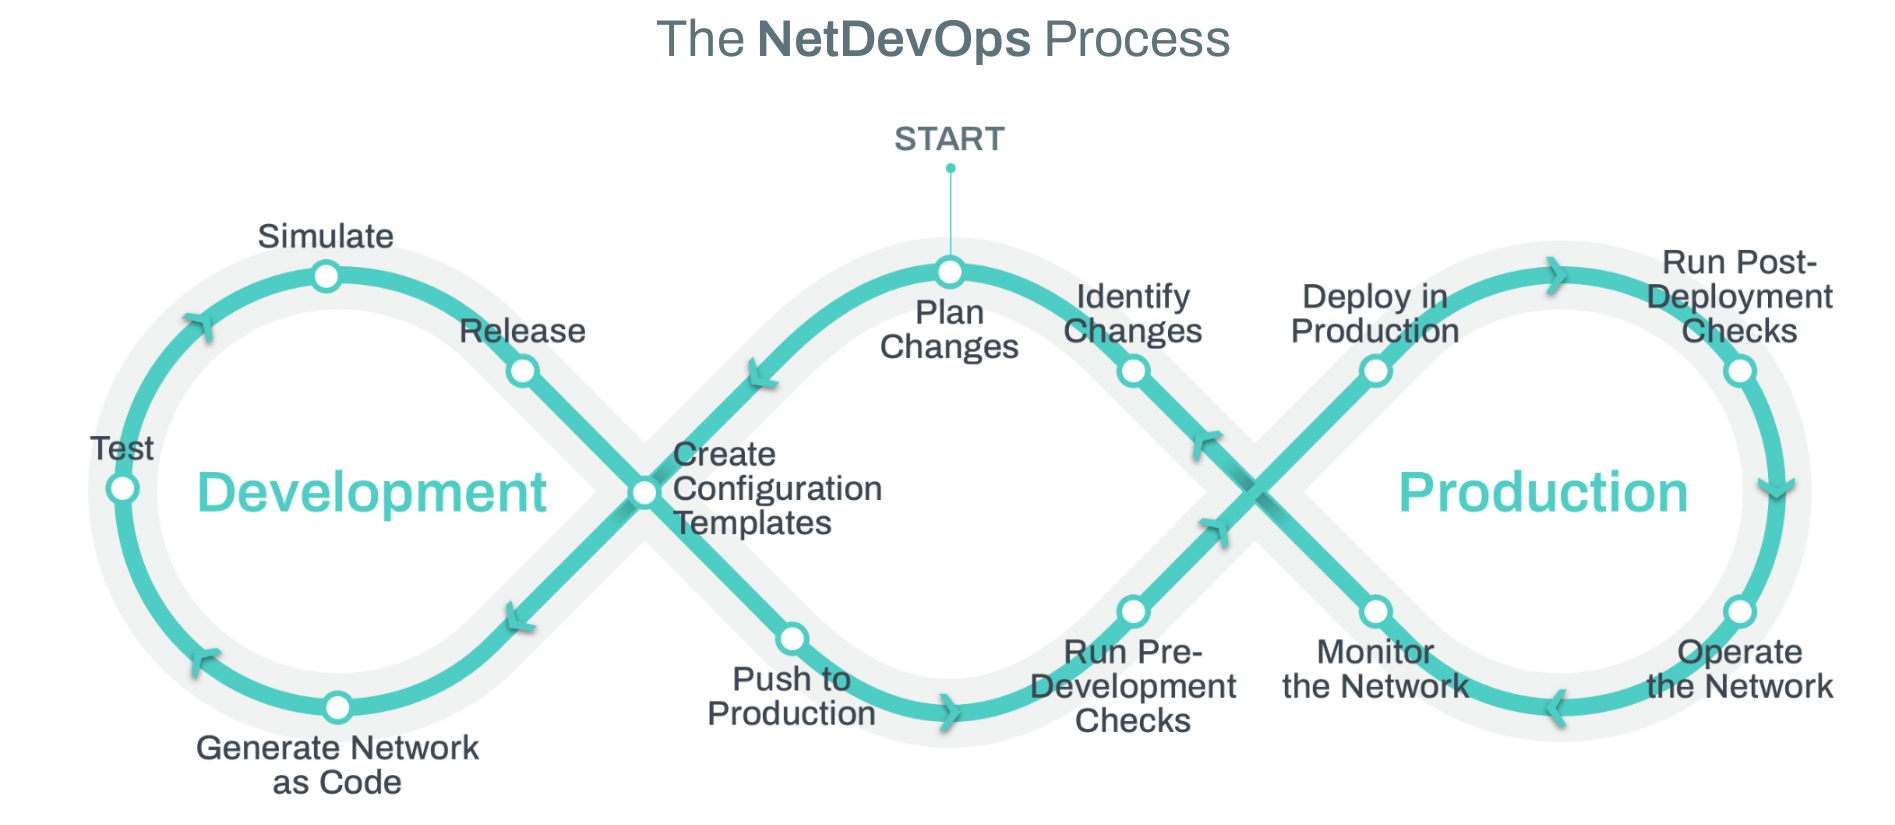 The NetDevOps Process
START
Simulate
Release
Test
Development
Generate Network
as Code
Plan
Changes
Identify
Changes
Create
Configuration
Templates
Push to
Production
Run Pre-
Development
Checks
Deploy in
Production
Run Post-
Deployment
Checks
Production
Monitor
the Network
Operate
the Network